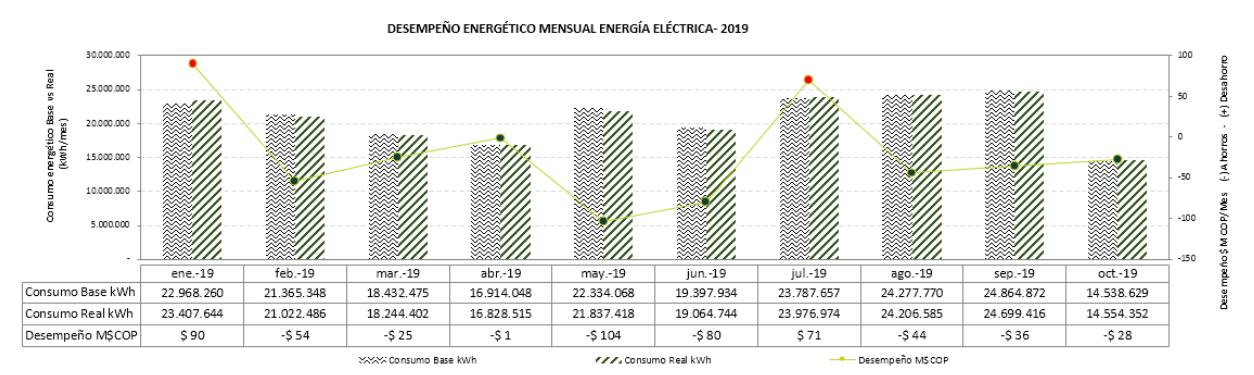 DESEMPEÑO ENERGÉTICO MENSUAL ENERGÍA ELÉCTRICA- 2019
Consumo energético Base vs Real
(kWh/mes)
30.000.000
25.000.000
20.000.000
15.000.000
10.000.000
5.000.000
-
100
50
0
-50
-100
-150
Desempeño $ M COP/ Mes (-) Ahorros - (+) Desahorro
ene.-19 feb.-19 mar.-19 abr.-19 may.-19 jun.-19 jul.-19 ago.-19 sep.-19 oct.-19
Consumo Base kWh 22.968.260 21.365.348 18.432.475 16.914.048 22.334.068 19.397.934 23.787.657 24.277.770 24.864.872 14.538.629
Consumo Real kWh 23.407.644 21.022.486 18.244.402 16.828.515 21.837.418 19.064.744 23.976.974 24.206.585 24.699.416 14.554.352
Desempeño M$COP $ 90 -$ 54 -$ 25 -$ 1 -$ 104 -$ 80 $ 71 -$ 44 -$ 36 -$ 28
Consumo Base kWh Consumo Real kWh Desempeño M$COP